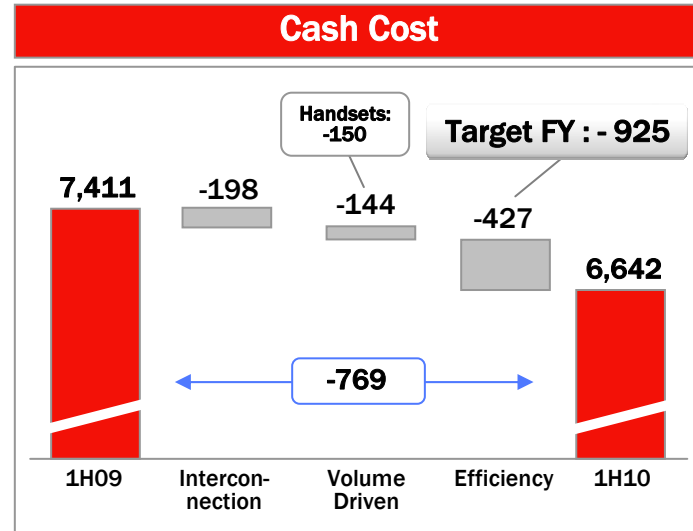 Cash Cost
Handsets:
-150
Target FY : - 925
7,411
-198
-144
-427
6,642
-769
1H09
Intercon-
nection
Volume
Driven
Efficiency
1H10